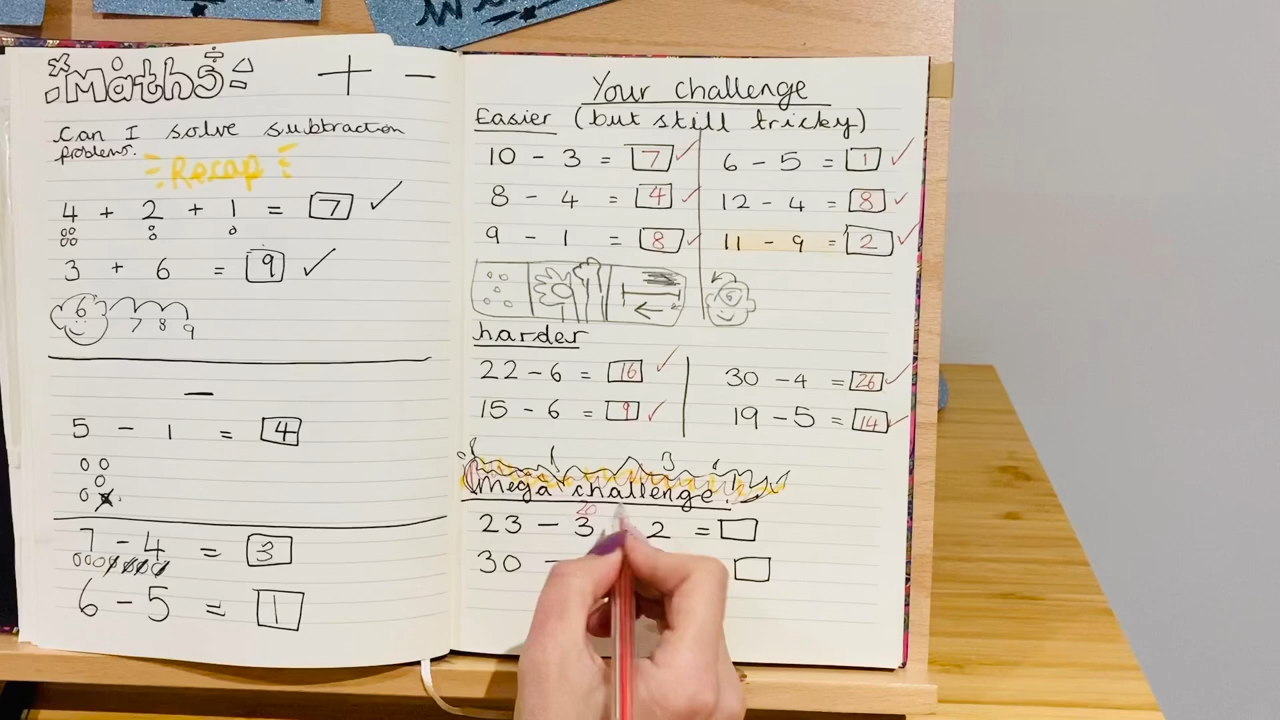 Maths + −
Can I solve subtraction
problems.
Recap
4 + 2 + 1 = 7 ✓
3 + 6 = 9 ✓
6 7 8 9
−
5 − 1 = 4
7 − 4 = 3
6 − 5 = 1
Your challenge
Easier (but still tricky)
10 − 3 = 7 ✓
8 − 4 = 4 ✓
9 − 1 = 8 ✓
6 − 5 = 1 ✓
12 − 4 = 8 ✓
11 − 9 = 2 ✓
6
harder
22 − 6 = 16 ✓
15 − 6 = 9 ✓
30 − 4 = 26 ✓
19 − 5 = 14 ✓
Mega challenge.
20
23 − 3 2 =
30 −